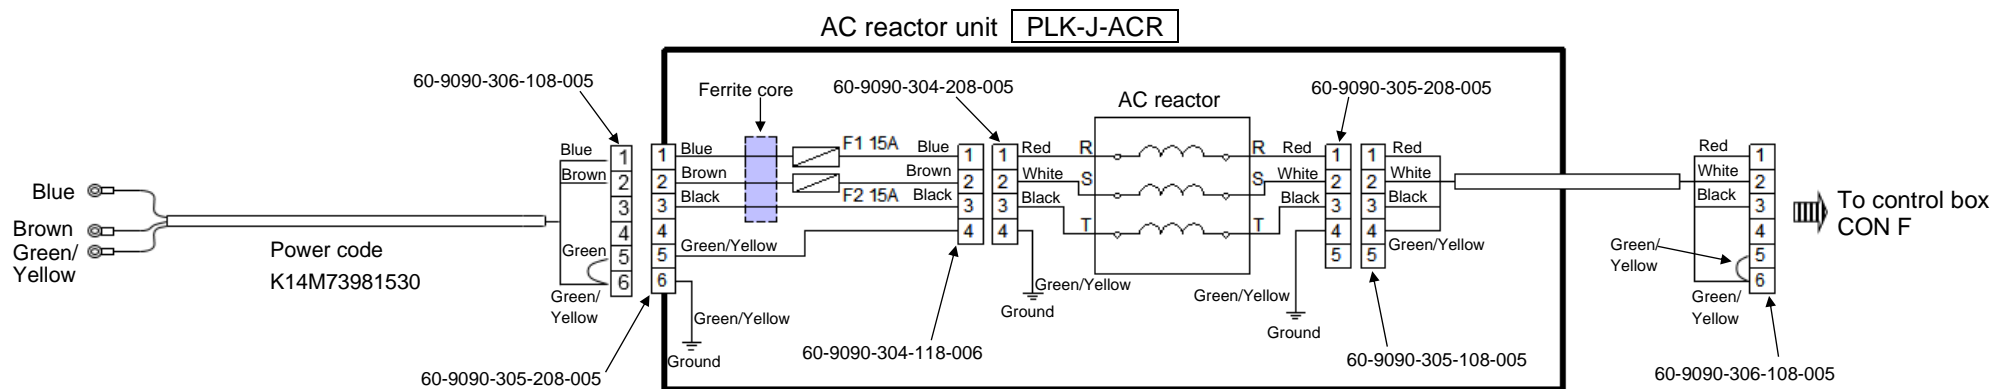 AC reactor unit PLK-J-ACR
60-9090-306-108-005
Ferrite core
60-9090-304-208-005
AC reactor
60-9090-305-208-005
Blue
Brown
Green/
Yellow
Power code
K14M73981530
Blue
Brown
Green
Green/
Yellow
1
2
3
4
5
6
1
2
3
4
5
6
Blue
Brown
Black
Green/Yellow
Green/Yellow
Ground
F1 15A
F2 15A
Blue
Brown
Black
1
2
3
4
1
2
3
4
Red
White
Black
Green/Yellow
Ground
R
S
T
R
S
T
Red
White
Black
Green/Yellow
Ground
1
2
3
4
5
1
2
3
4
5
Red
White
Black
Green/Yellow
Red
White
Black
Green/
Yellow
Green/
Yellow
1
2
3
5
5
6
To control box
CON F
60-9090-305-208-005
60-9090-304-118-006
60-9090-305-108-005
60-9090-306-108-005